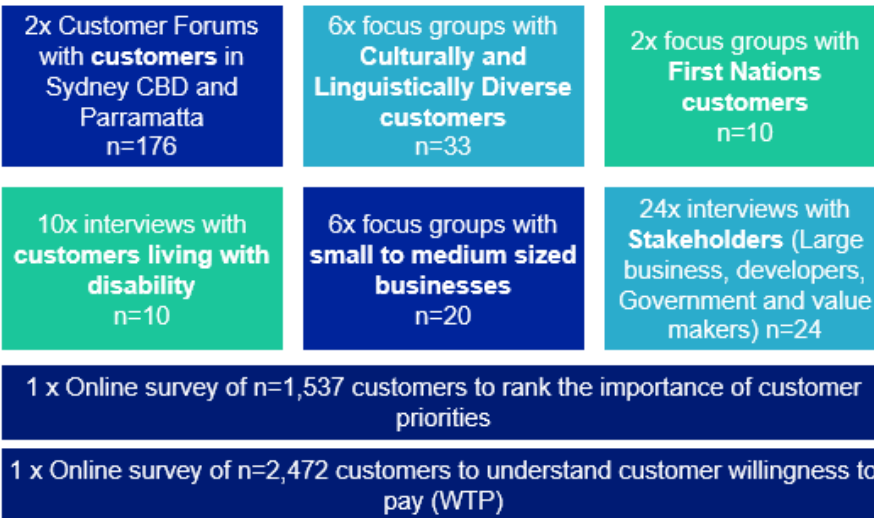 2x Customer Forums
with customers in
Sydney CBD and
Parramatta
n=176
6x focus groups with
Culturally and
Linguistically Diverse
customers
n=33
2x focus groups with
First Nations
customers
n=10
10x interviews with
customers living with
disability
n=10
6x focus groups with
small to medium sized
businesses
n=20
24x interviews with
Stakeholders (Large
business, developers,
Government and value
makers) n=24
1 x Online survey of n=1,537 customers to rank the importance of customer
priorities
1 x Online survey of n=2,472 customers to understand customer willingness to
pay (WTP)